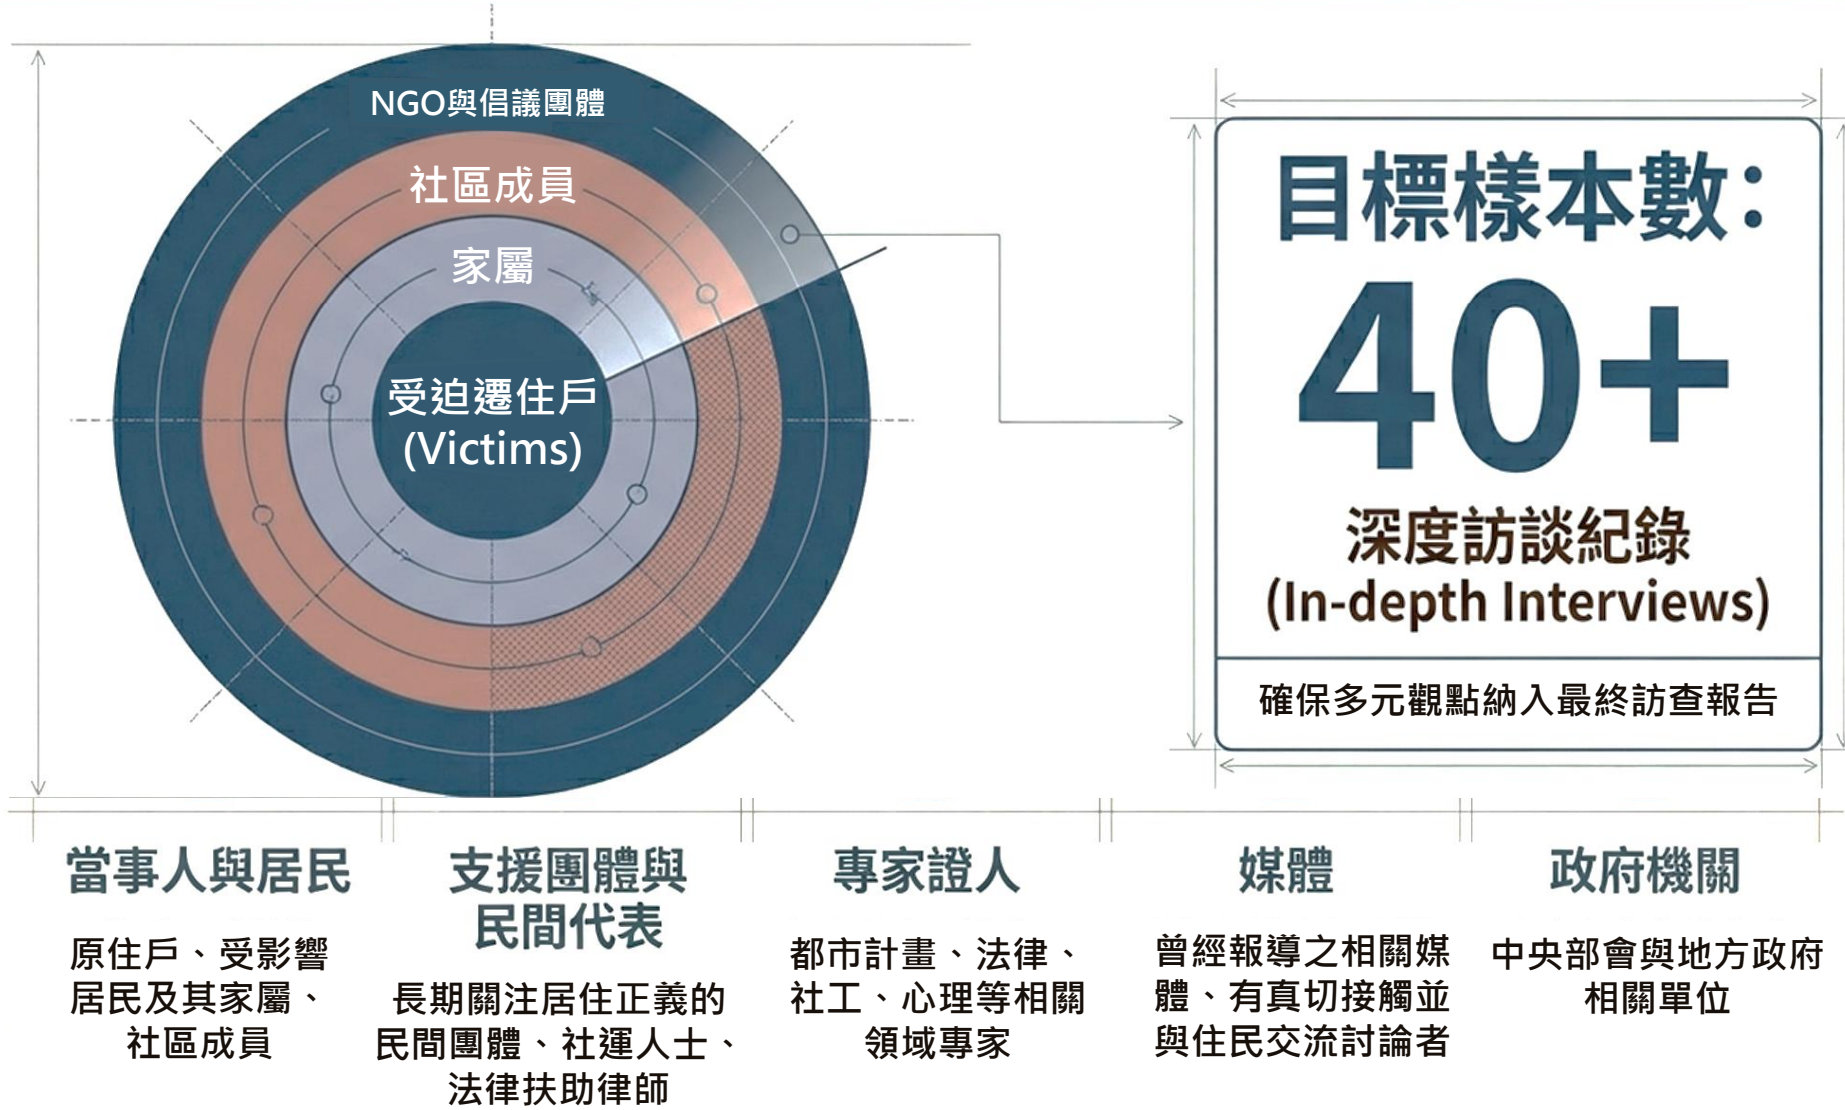 NGO與倡議團體
社區成員
家屬
受迫遷住戶
(Victims)
目標樣本數：
40+
深度訪談紀錄
(In-depth Interviews)
確保多元觀點納入最終訪查報告
當事人與居民
原住戶、受影響
居民及其家屬、
社區成員
支援團體與
民間代表
長期關注居住正義的
民間團體、社運人士、
法律扶助律師
專家證人
都市計畫、法律、
社工、心理等相關
領域專家
媒體
曾經報導之相關媒
體、有真切接觸並
與住民交流討論者
政府機關
中央部會與地方政府
相關單位